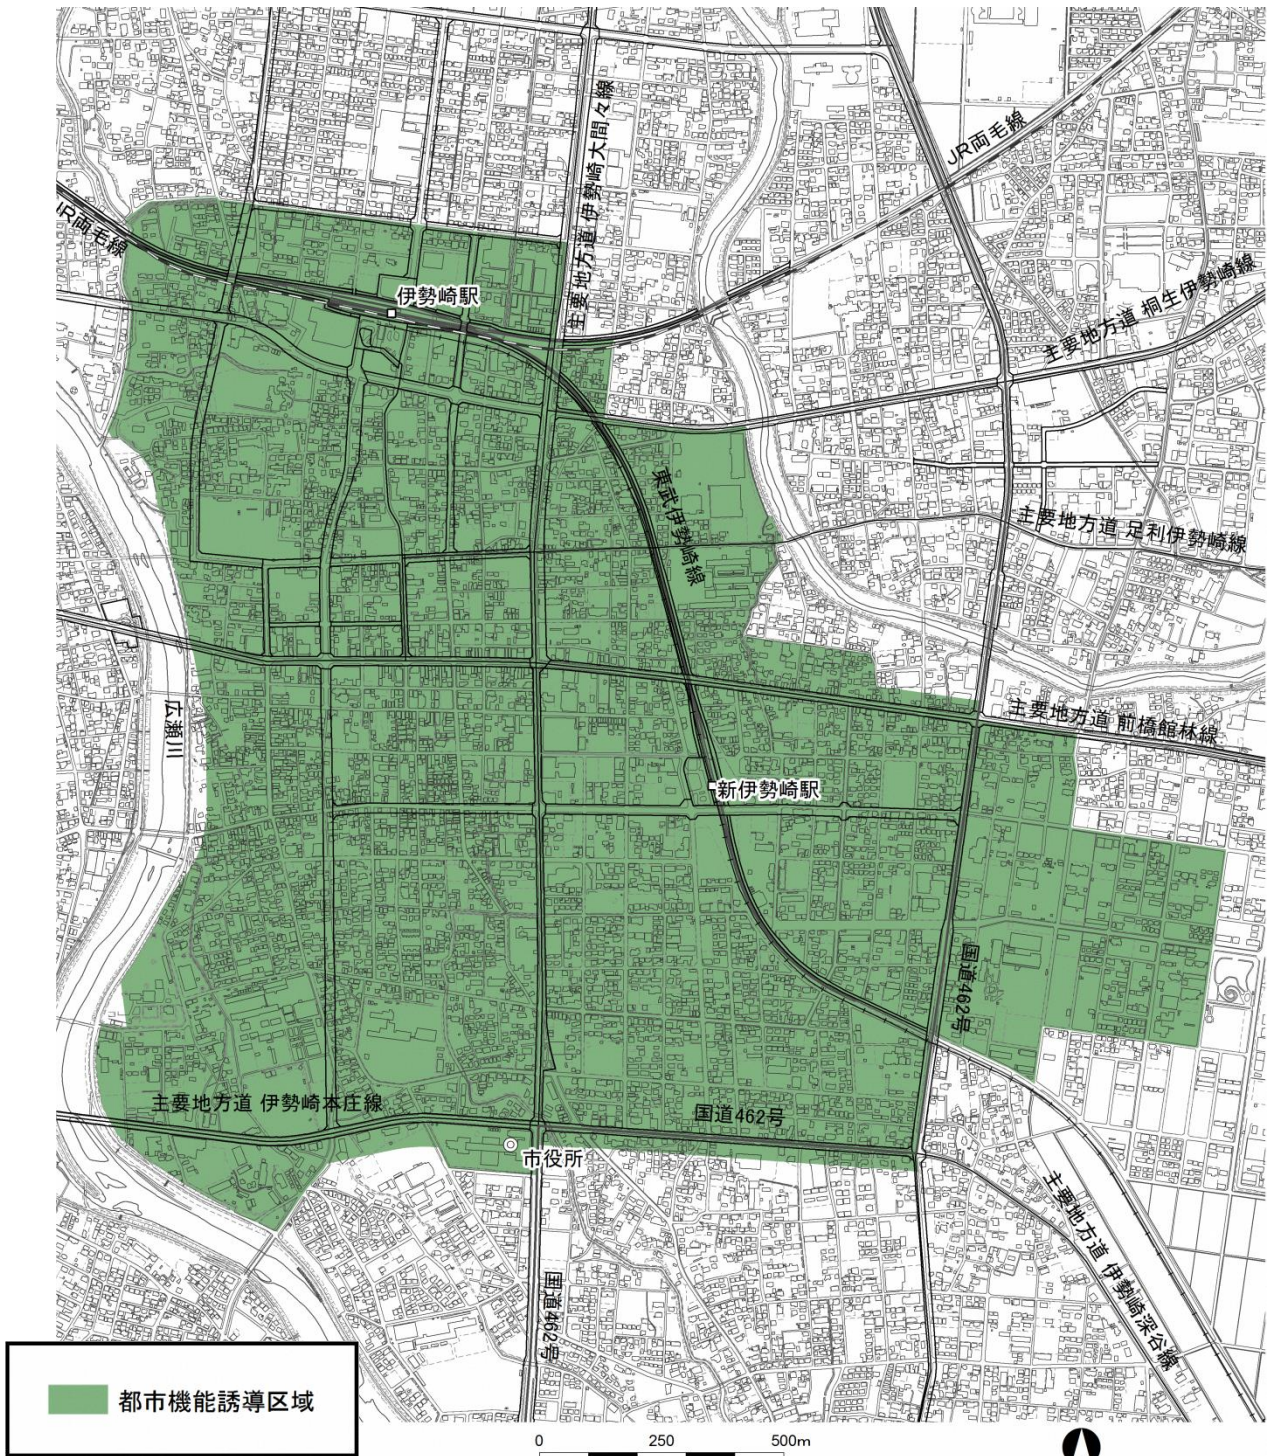 主要地方道 伊勢崎大間々線
JR両毛線
JR両毛線
伊勢崎駅
主要地方道 桐生伊勢崎線
東武伊勢崎線
主要地方道 足利伊勢崎線
広瀬川
主要地方道 前橋館林線
新伊勢崎駅
国道462号
主要地方道 伊勢崎本庄線
国道462号
市役所
主要地方道 伊勢崎深谷線
国道462号
都市機能誘導区域
0 250 500m